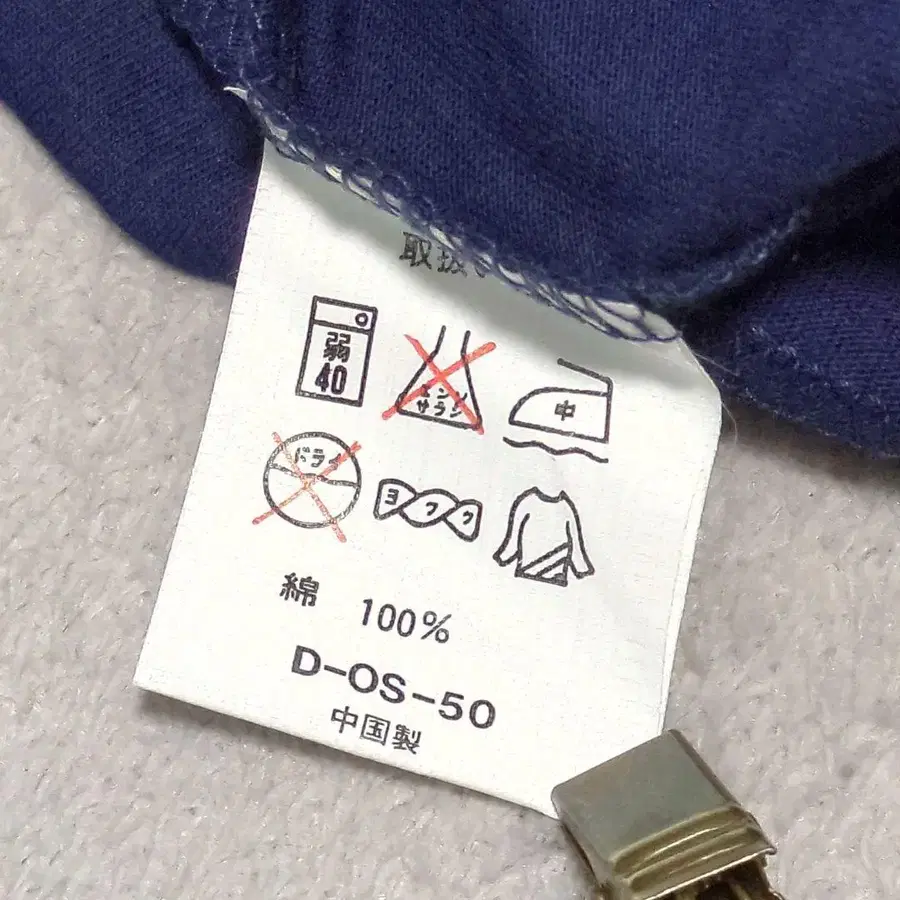 取扱い
弱
40
エンソ
サラシ
中
ドライ
ヨワク
綿 100%
D-OS-50
中国製